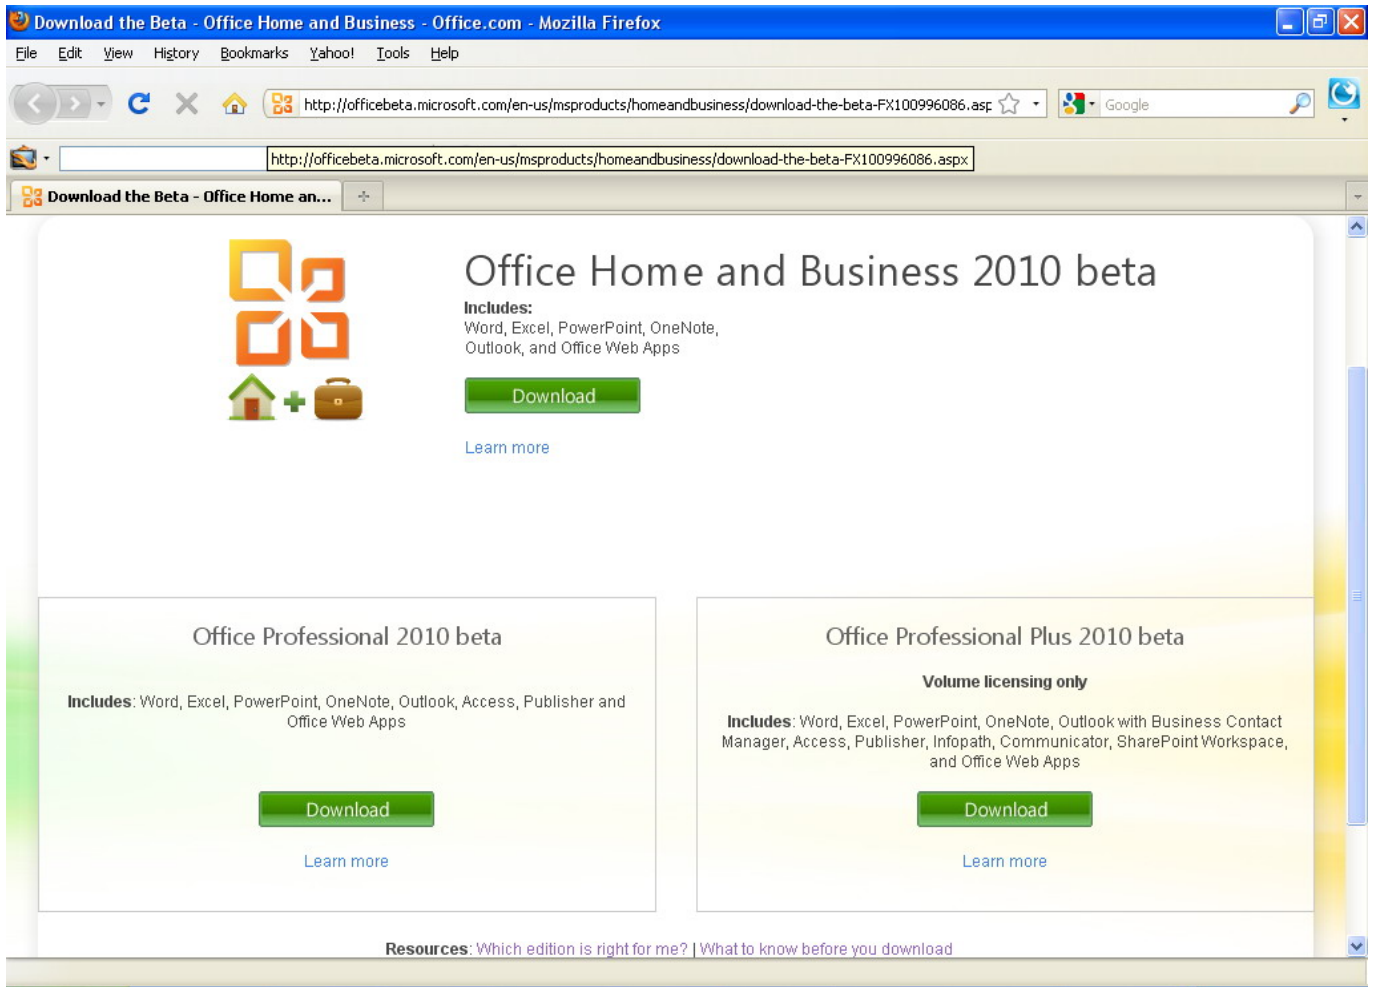 Download the Beta - Office Home and Business - Office.com - Mozilla Firefox
File Edit View History Bookmarks Yahoo! Tools Help
http://officebeta.microsoft.com/en-us/msproducts/homeandbusiness/download-the-beta-FX100996086.asp Google
http://officebeta.microsoft.com/en-us/msproducts/homeandbusiness/download-the-beta-FX100996086.aspx
Download the Beta - Office Home an...
Office Home and Business 2010 beta
Includes:
Word, Excel, PowerPoint, OneNote,
Outlook, and Office Web Apps
Download
Learn more
Office Professional 2010 beta
Includes: Word, Excel, PowerPoint, OneNote, Outlook, Access, Publisher and
Office Web Apps
Download
Learn more
Office Professional Plus 2010 beta
Volume licensing only
Includes: Word, Excel, PowerPoint, OneNote, Outlook with Business Contact
Manager, Access, Publisher, Infopath, Communicator, SharePoint Workspace,
and Office Web Apps
Download
Learn more
Resources: Which edition is right for me? | What to know before you download